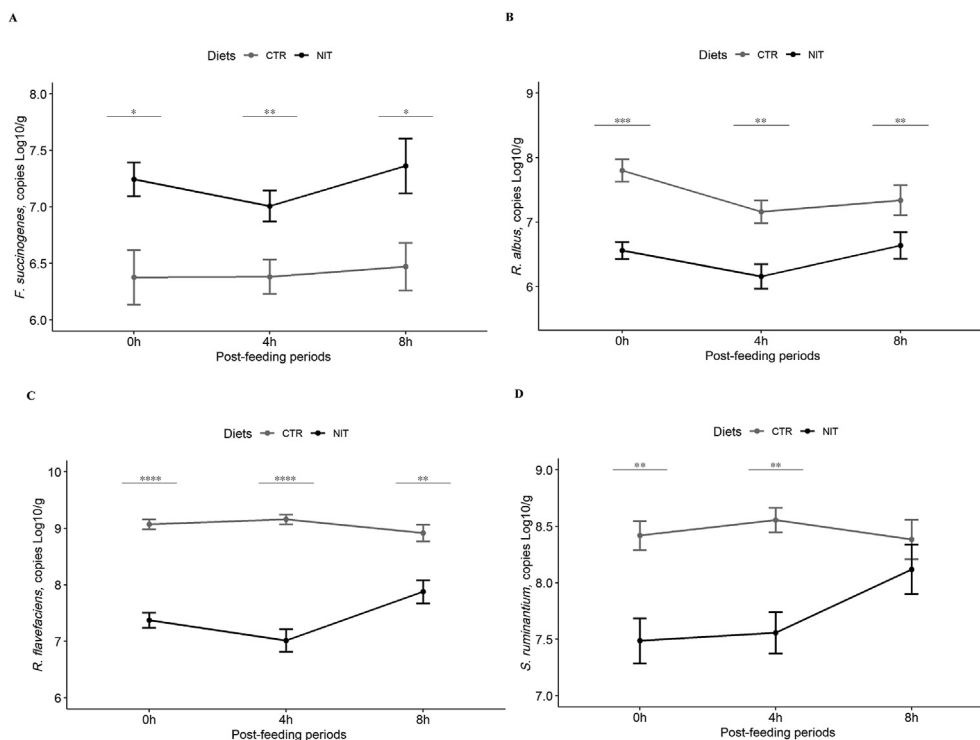 A
Diets CTR NIT
* ** *
8.0
7.5
7.0
6.5
6.0
F. succinogenes, copies Log10/g
0h 4h 8h
Post-feeding periods
B
Diets CTR NIT
*** ** **
9
8
7
6
R. albus, copies Log10/g
0h 4h 8h
Post-feeding periods
C
Diets CTR NIT
**** **** **
10
9
8
7
6
R. flavefaciens, copies Log10/g
0h 4h 8h
Post-feeding periods
D
Diets CTR NIT
** **
9.0
8.5
8.0
7.5
7.0
S. ruminantium, copies Log10/g
0h 4h 8h
Post-feeding periods